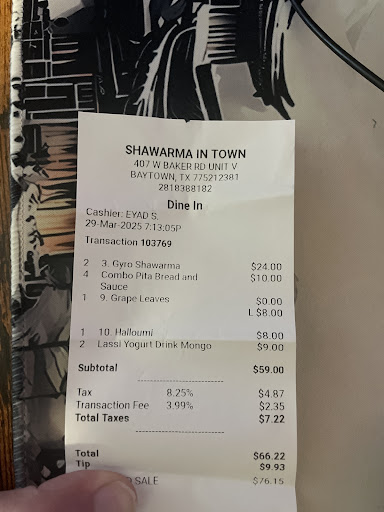 SHAWARMA IN TOWN
407 W BAKER RD UNIT V
BAYTOWN, TX 775212381
2818388182
Dine In
Cashier: EYAD S.
29-Mar-2025 7:13:05P
Transaction 103769
2 3. Gyro Shawarma $24.00
4 Combo Pita Bread and $10.00
Sauce
1 9. Grape Leaves $0.00
L $8.00
1 10. Halloumi $8.00
2 Lassi Yogurt Drink Mongo $9.00
Subtotal $59.00
Tax 8.25% $4.87
Transaction Fee 3.99% $2.35
Total Taxes $7.22
Total $66.22
Tip $9.93
SALE $76.15